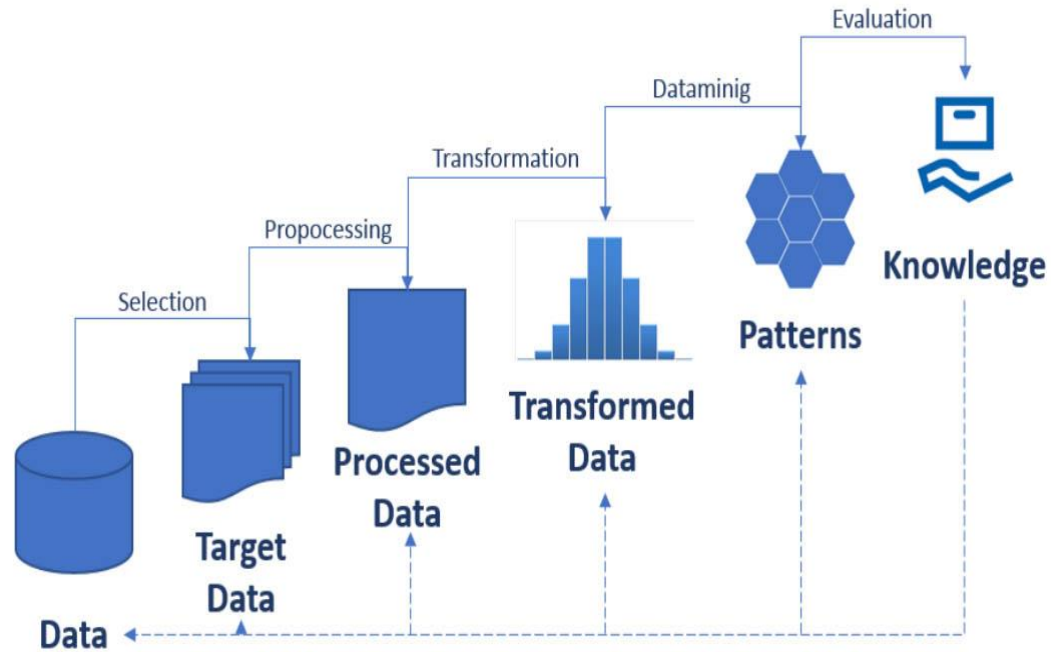 Evaluation
Dataminig
Transformation
Propocessing
Selection
Knowledge
Patterns
Transformed
Data
Processed
Data
Target
Data
Data